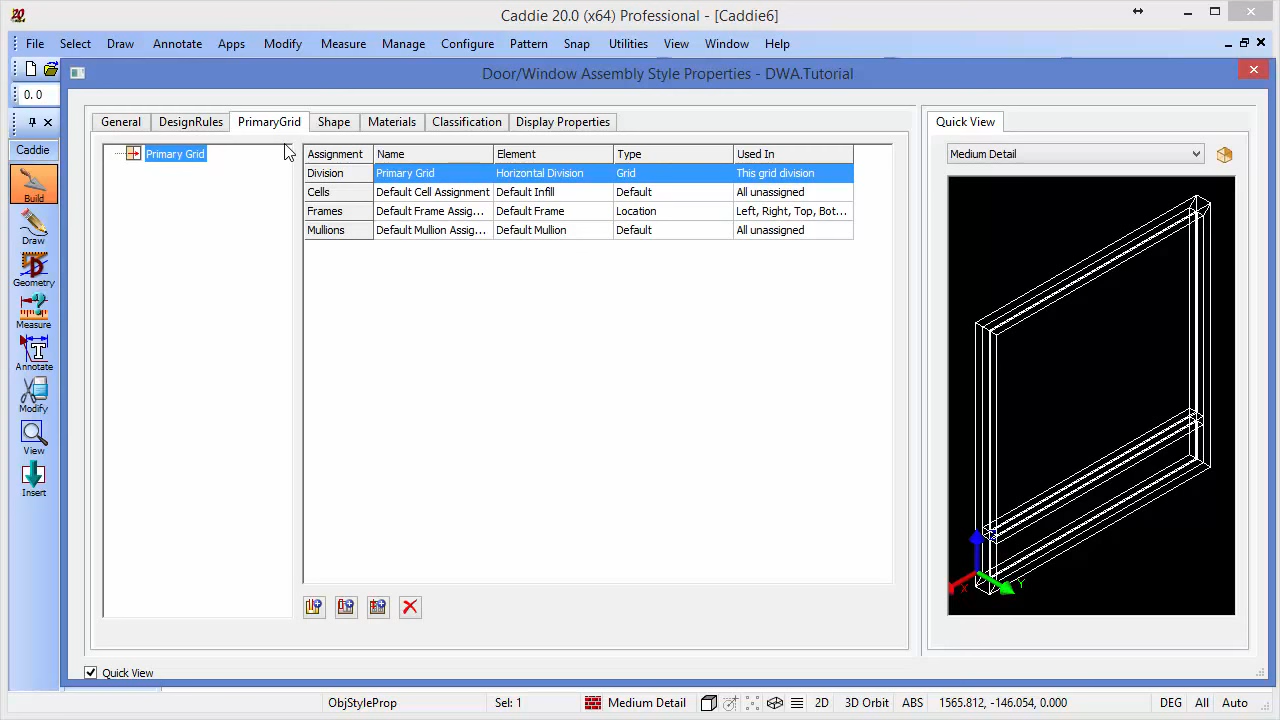 20
Caddie 20.0 (x64) Professional - [Caddie6]
File Select Draw Annotate Apps Modify Measure Manage Configure Pattern Snap Utilities View Window Help
Door/Window Assembly Style Properties - DWA.Tutorial
0. 0
General DesignRules PrimaryGrid Shape Materials Classification Display Properties Quick View
Caddie
Primary Grid
Assignment Name Element Type Used In
Medium Detail
Division Primary Grid Horizontal Division Grid This grid division
Cells Default Cell Assignment Default Infill Default All unassigned
Frames Default Frame Assig... Default Frame Location Left, Right, Top, Bot...
Mullions Default Mullion Assig... Default Mullion Default All unassigned
Build
Draw
Geometry
Measure
Annotate
Modify
View
Insert
X Y
Quick View
ObjStyleProp Sel: 1 Medium Detail 2D 3D Orbit ABS 1565.812, -146.028, 0.000 DEG All Auto